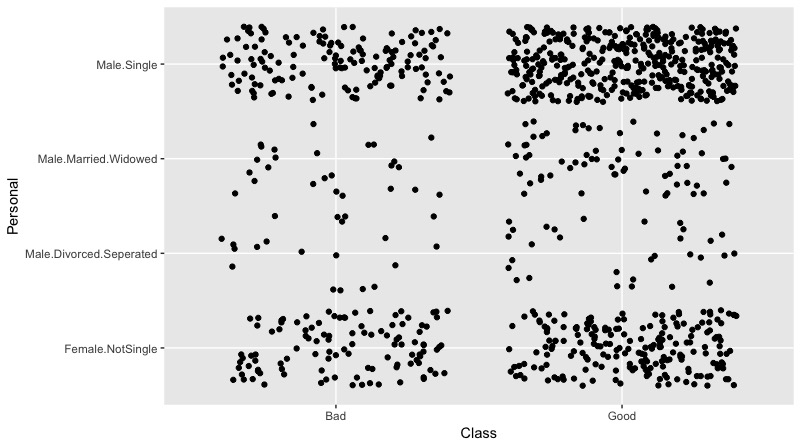 Male.Single
Male.Married.Widowed
Male.Divorced.Seperated
Female.NotSingle
Personal
Bad
Good
Class